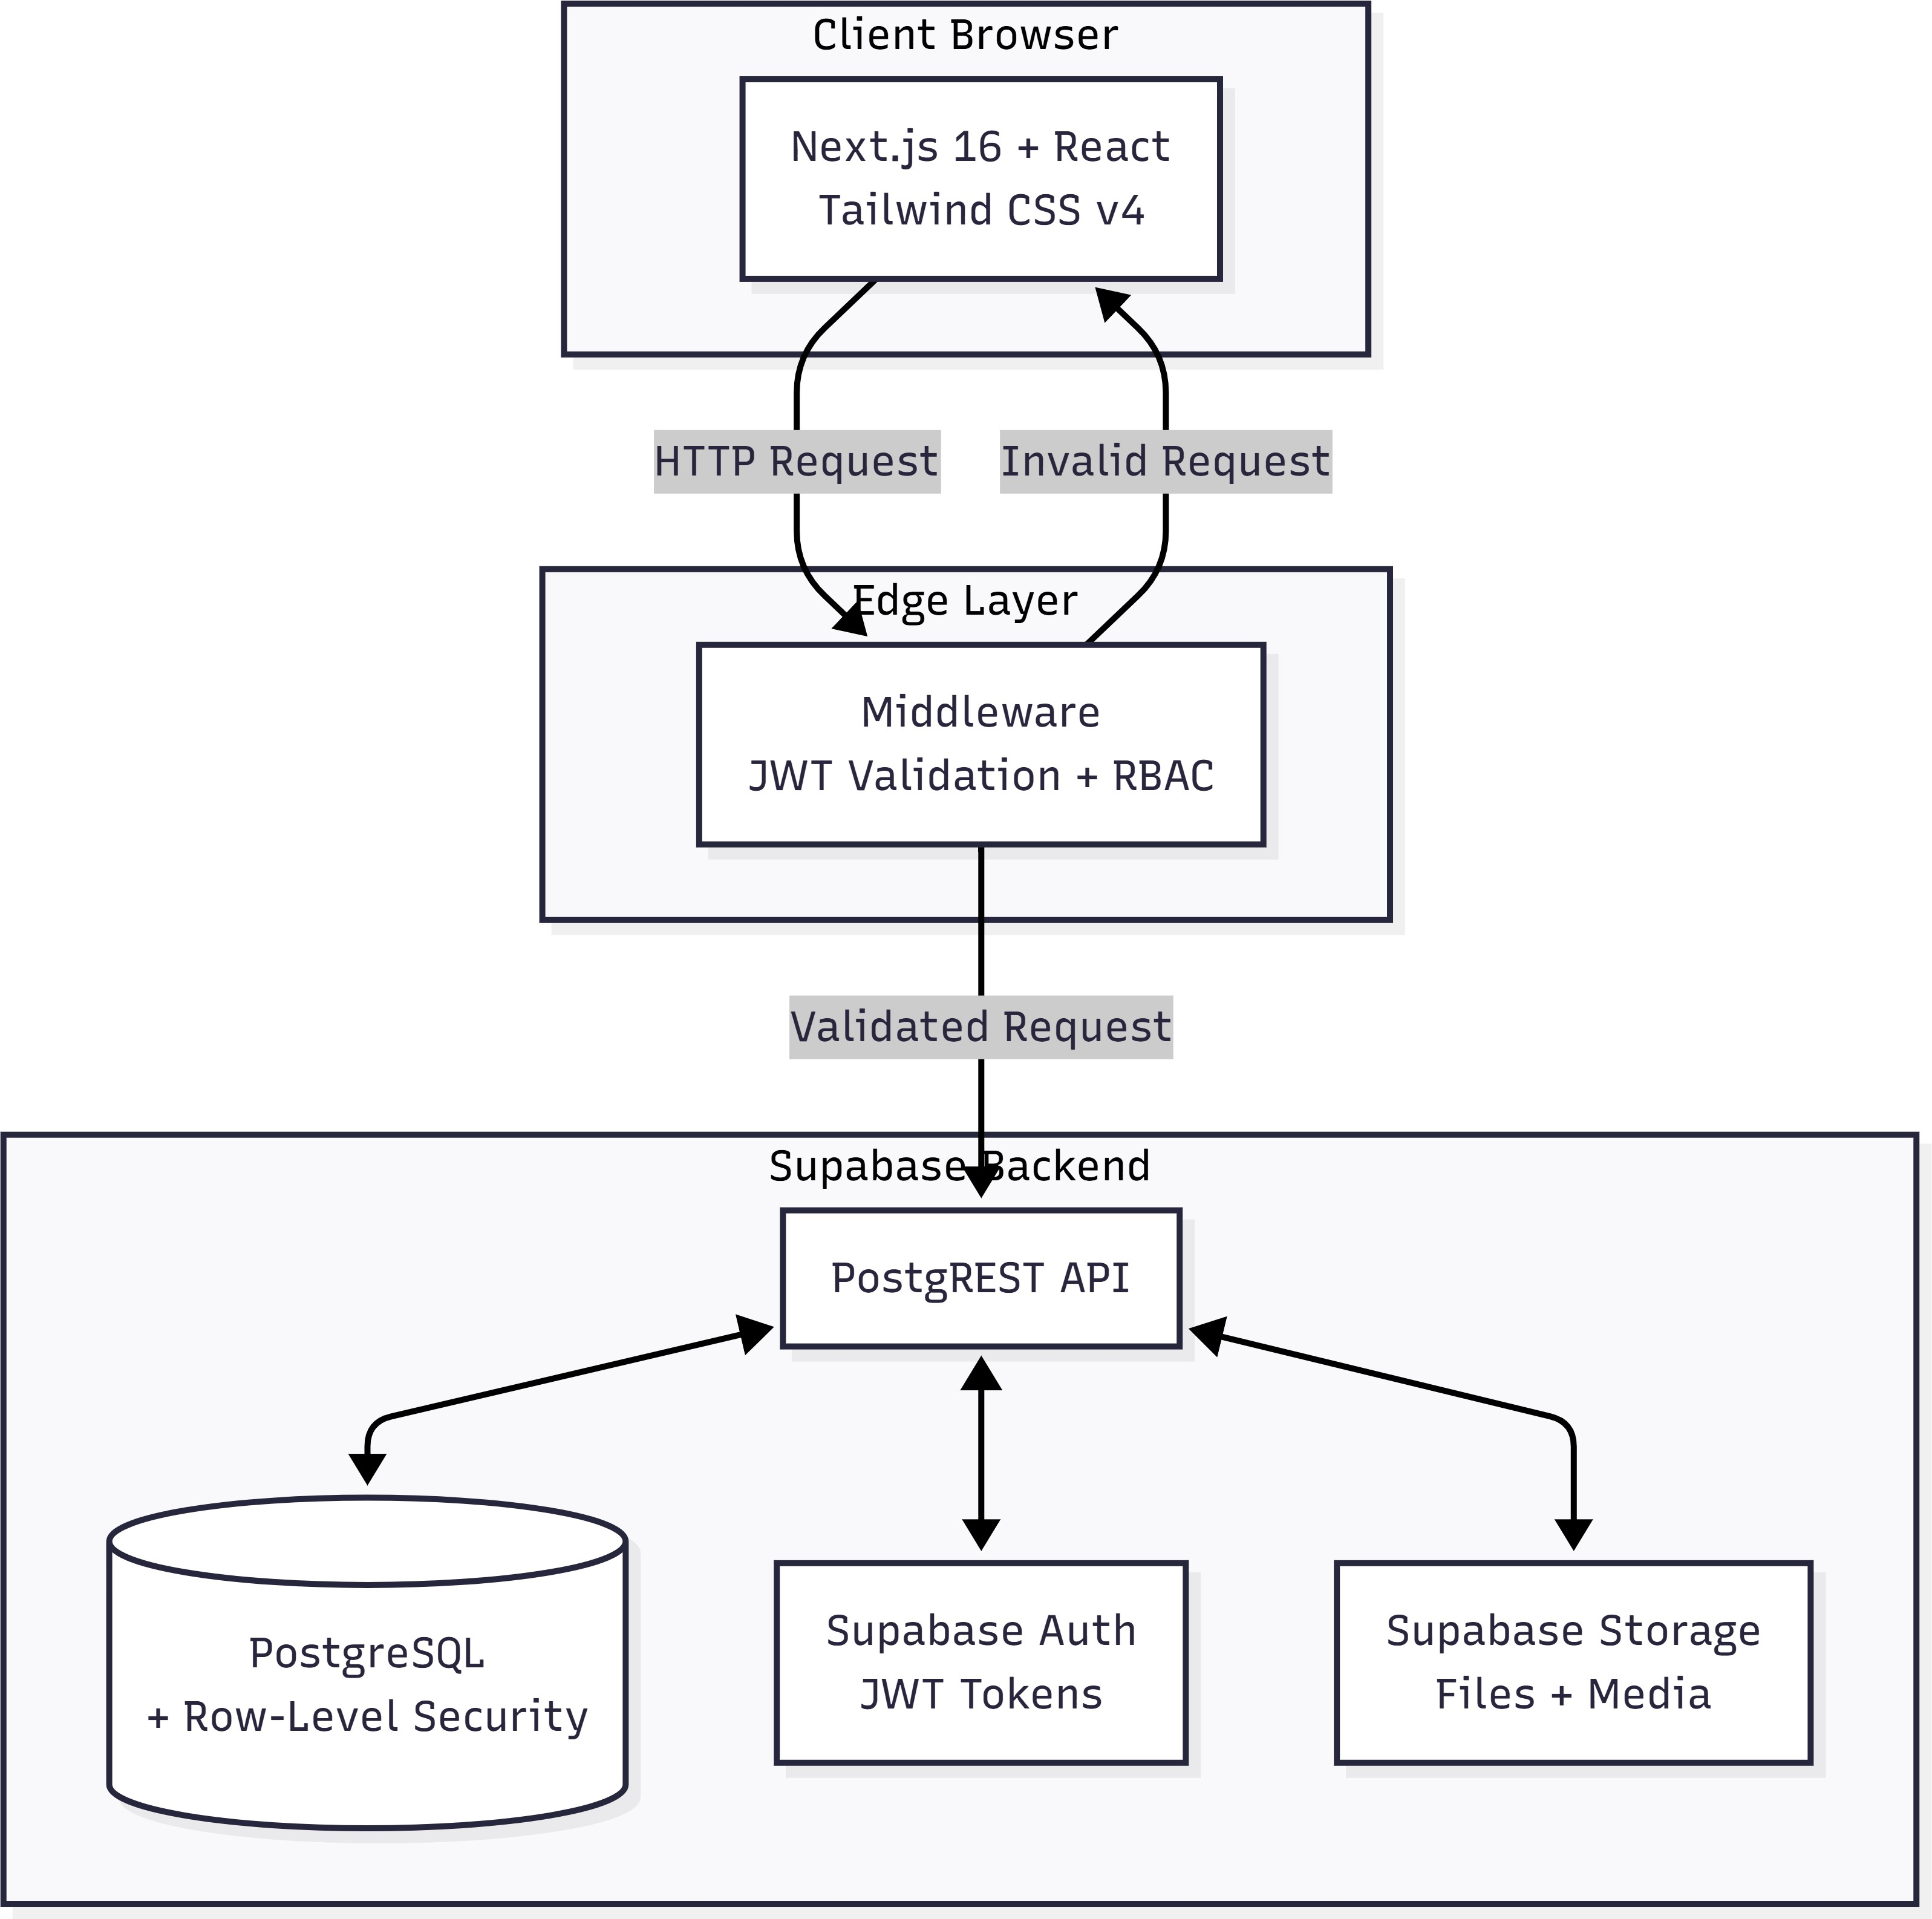 Client Browser
Next.js 16 + React
Tailwind CSS v4
HTTP Request
Invalid Request
Edge Layer
Middleware
JWT Validation + RBAC
Validated Request
Supabase Backend
PostgREST API
PostgreSQL
+ Row-Level Security
Supabase Auth
JWT Tokens
Supabase Storage
Files + Media